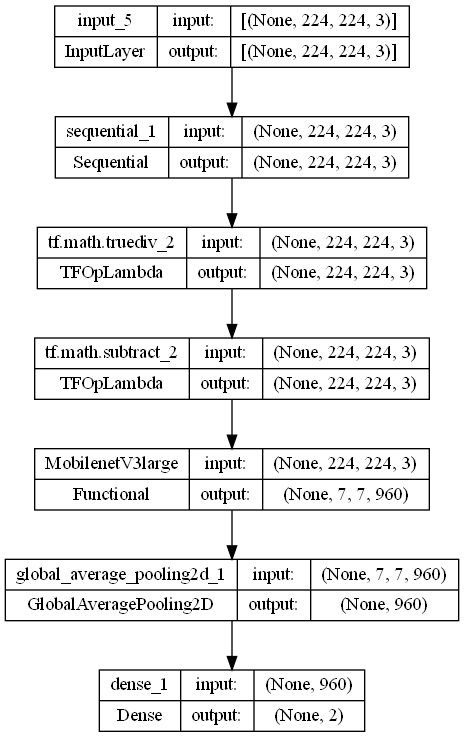 input_5 input: [(None, 224, 224, 3)]
InputLayer output: [(None, 224, 224, 3)]
sequential_1 input: (None, 224, 224, 3)
Sequential output: (None, 224, 224, 3)
tf.math.truediv_2 input: (None, 224, 224, 3)
TFOpLambda output: (None, 224, 224, 3)
tf.math.subtract_2 input: (None, 224, 224, 3)
TFOpLambda output: (None, 224, 224, 3)
MobilenetV3large input: (None, 224, 224, 3)
Functional output: (None, 7, 7, 960)
global_average_pooling2d_1 input: (None, 7, 7, 960)
GlobalAveragePooling2D output: (None, 960)
dense_1 input: (None, 960)
Dense output: (None, 2)